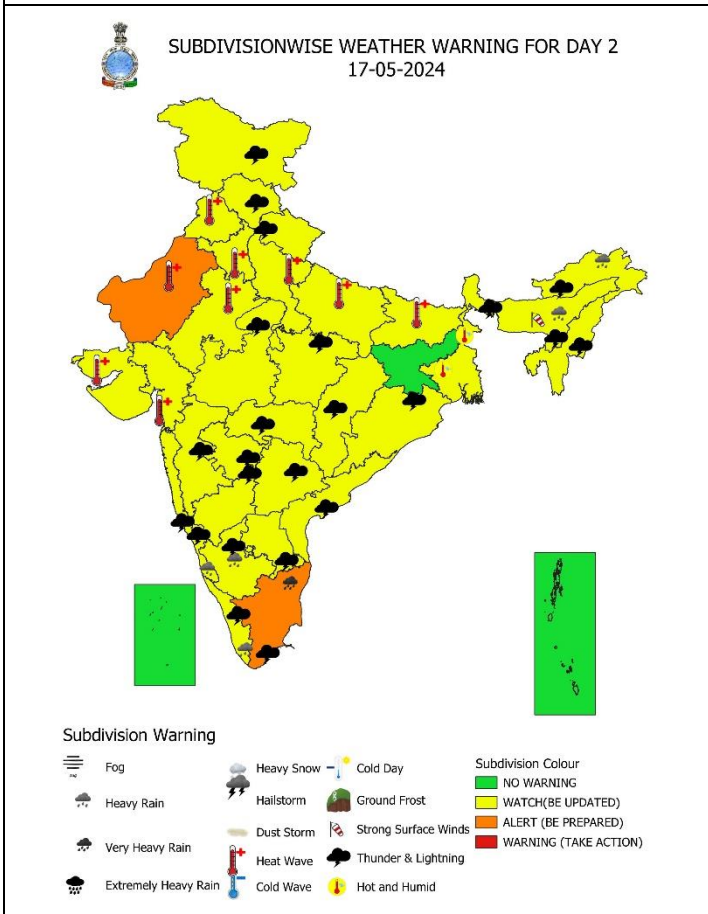 SUBDIVISIONWISE WEATHER WARNING FOR DAY 2
17-05-2024
Subdivision Warning
Fog
Heavy Rain
Very Heavy Rain
Extremely Heavy Rain
Heavy Snow
Hailstorm
Dust Storm
Heat Wave
Cold Wave
Cold Day
Ground Frost
Strong Surface Winds
Thunder & Lightning
Hot and Humid
Subdivision Colour
NO WARNING
WATCH(BE UPDATED)
ALERT (BE PREPARED)
WARNING (TAKE ACTION)